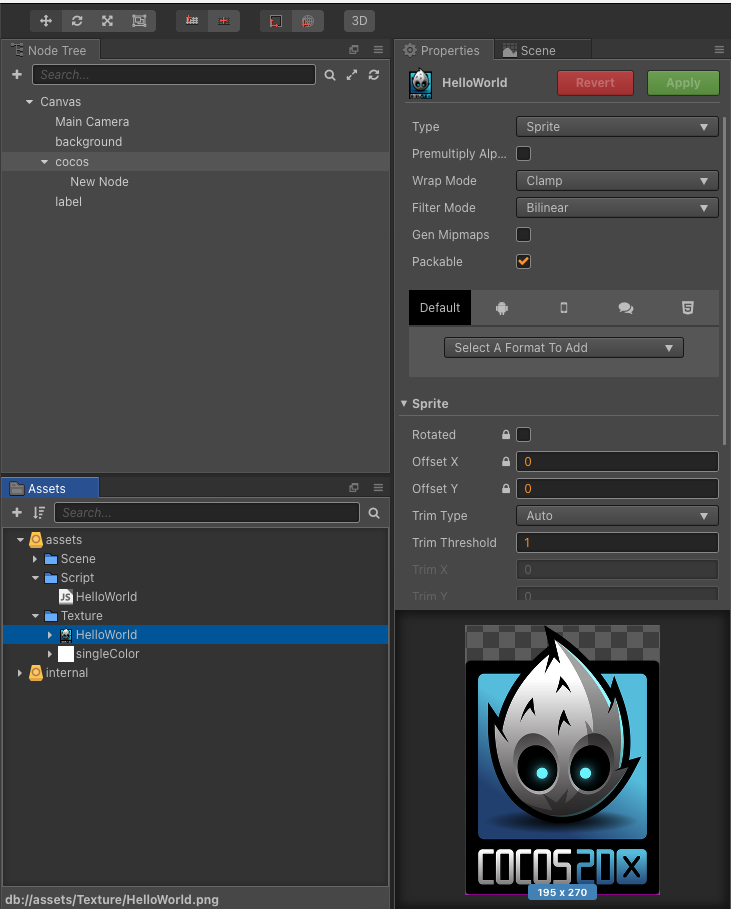 3D
Node Tree
Search...
Canvas
Main Camera
background
cocos
New Node
label
Assets
Search...
assets
Scene
Script
JS HelloWorld
Texture
HelloWorld
singleColor
internal
db://assets/Texture/HelloWorld.png
Properties
Scene
HelloWorld
Revert
Apply
Type
Sprite
Premultiply Alp...
Wrap Mode
Clamp
Filter Mode
Bilinear
Gen Mipmaps
Packable
Default
Select A Format To Add
Sprite
Rotated
Offset X
0
Offset Y
0
Trim Type
Auto
Trim Threshold
1
Trim X
0
Trim Y
0
COCOS2DX
195 x 270